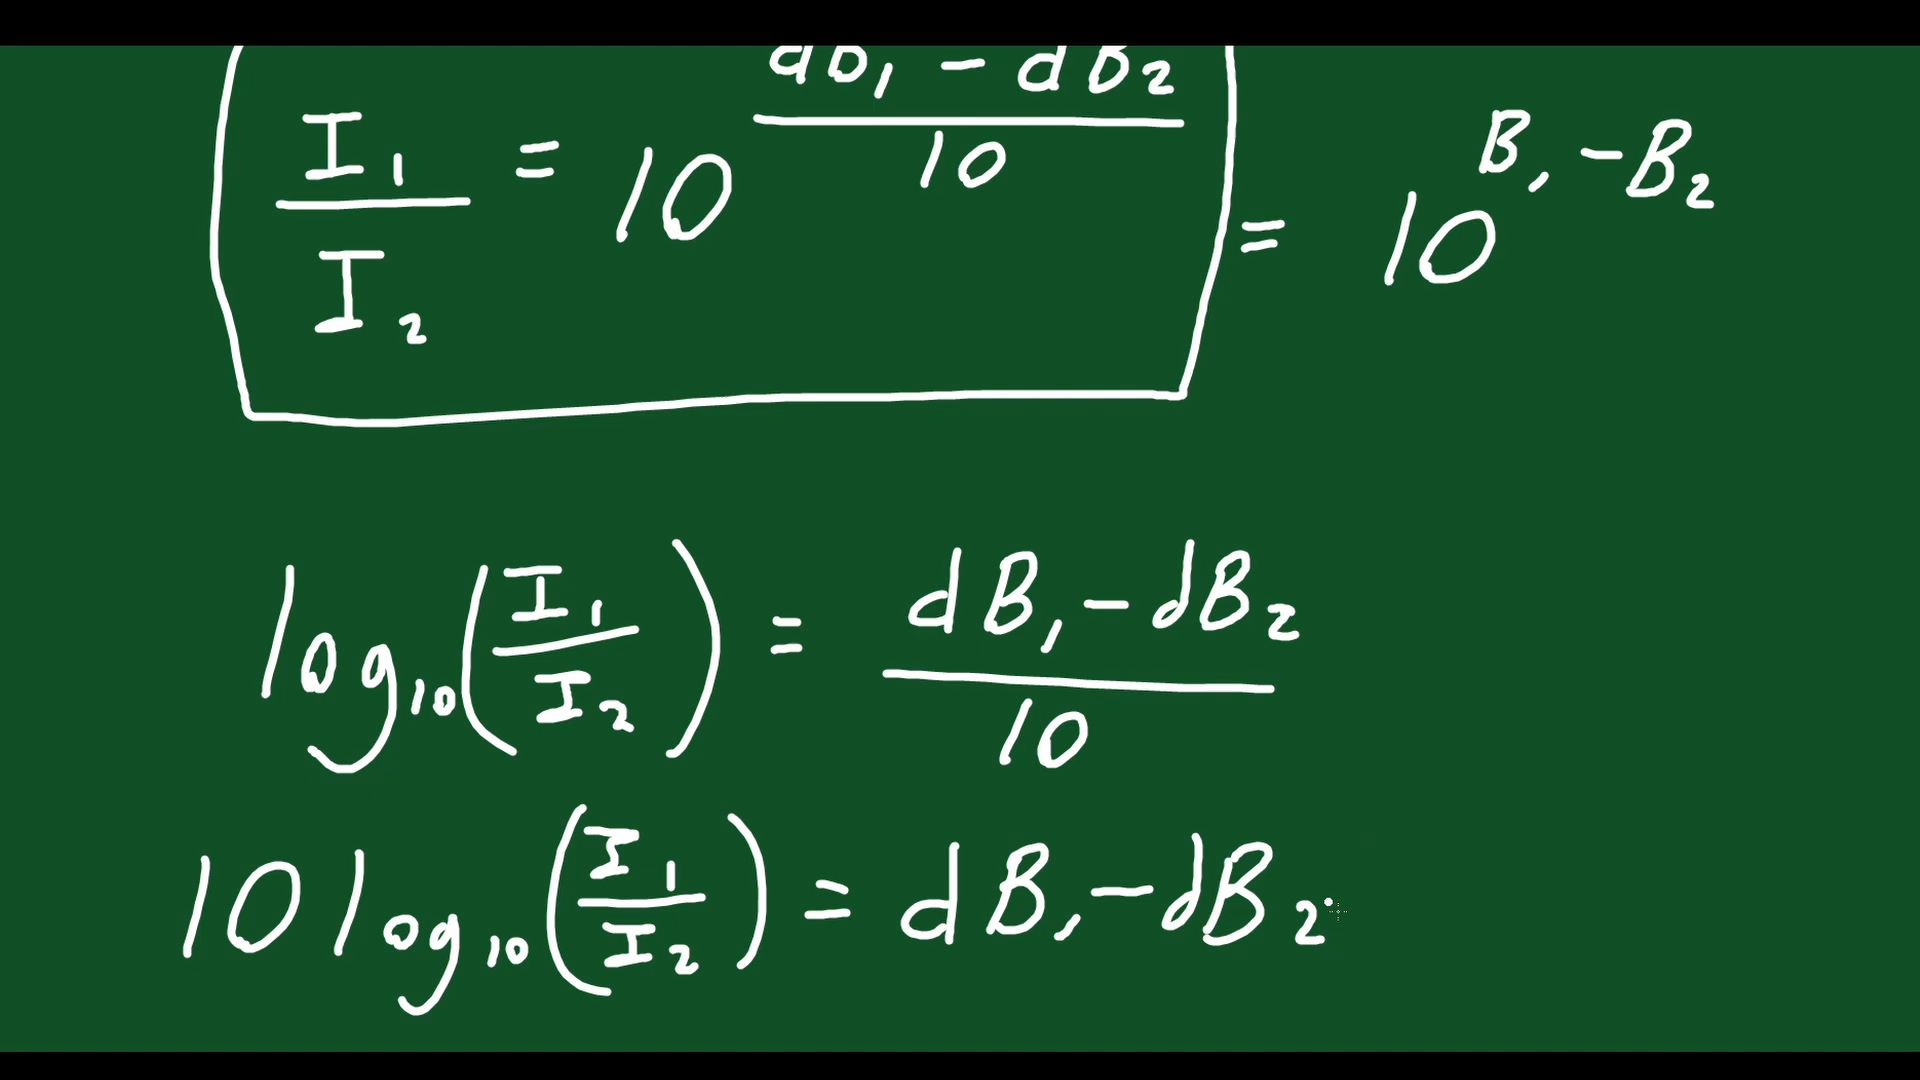 I₁/I₂ = 10^((dB₁ - dB₂)/10) = 10^(B₁ - B₂)
log₁₀(I₁/I₂) = (dB₁ - dB₂)/10
10 log₁₀(I₁/I₂) = dB₁ - dB₂